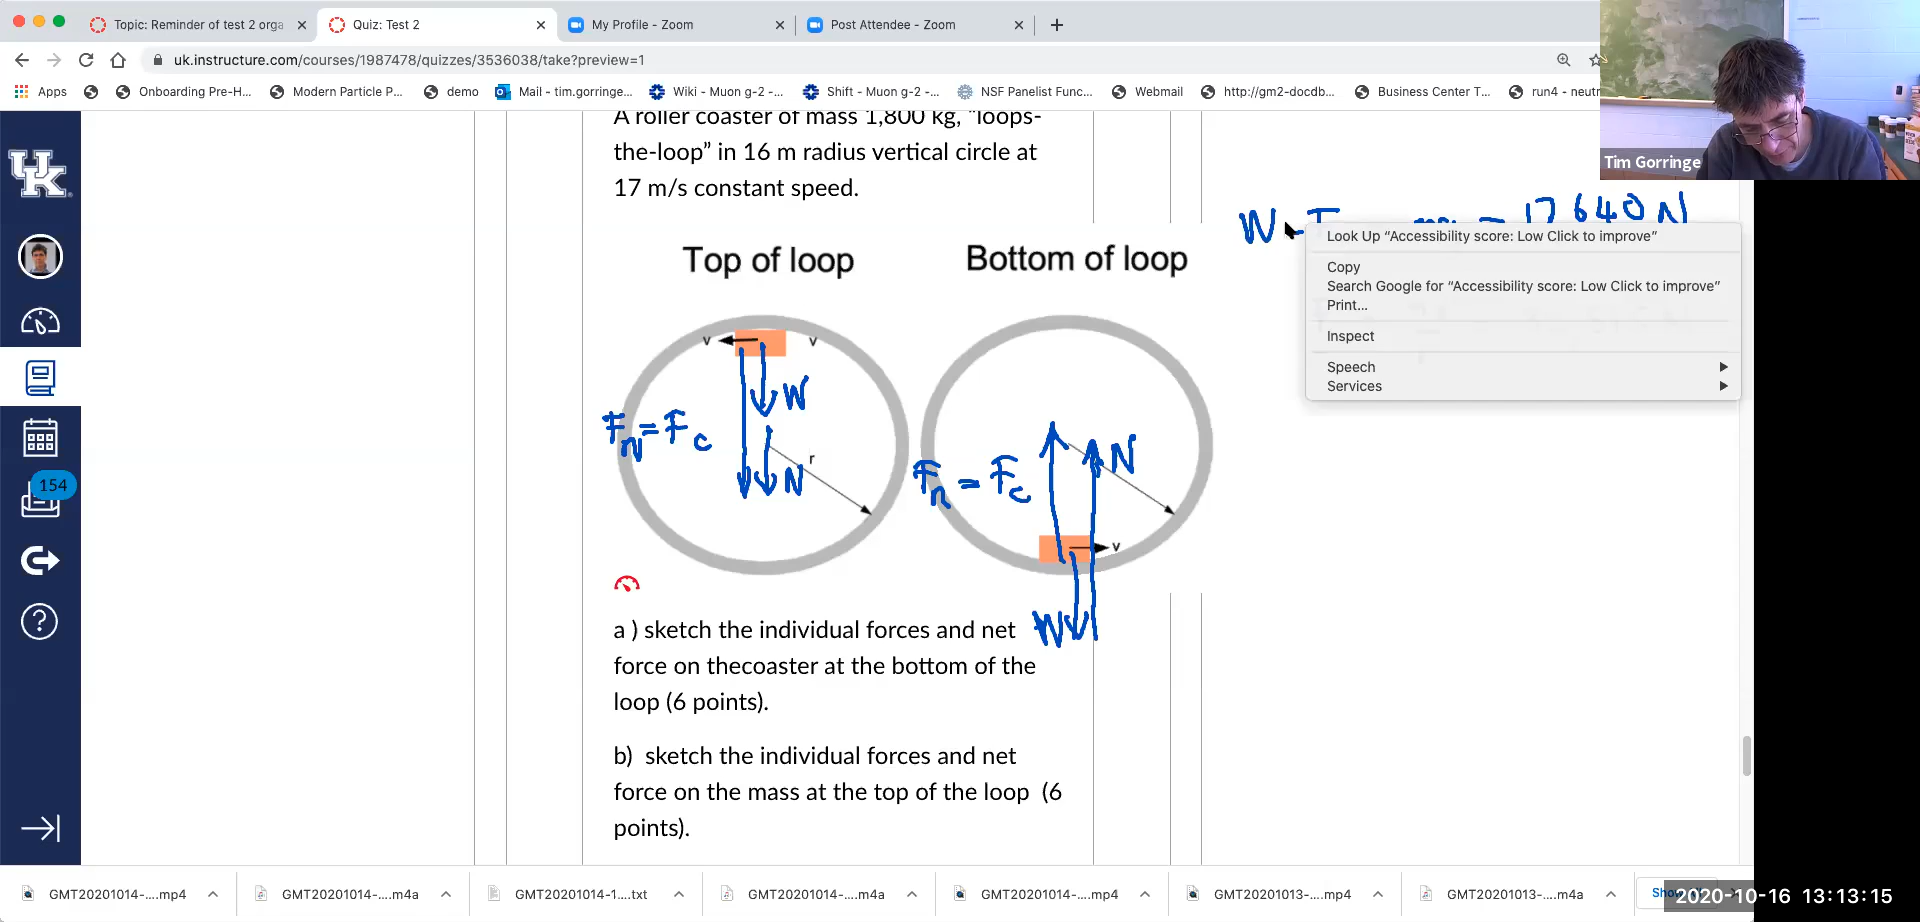 Topic: Reminder of test 2 orga
Quiz: Test 2
My Profile - Zoom
Post Attendee - Zoom
uk.instructure.com/courses/1987478/quizzes/3536038/take?preview=1
Apps
Onboarding Pre-H...
Modern Particle P...
demo
Mail - tim.gorringe...
Wiki - Muon g-2 -...
Shift - Muon g-2 -...
NSF Panelist Func...
Webmail
http://gm2-docdb...
Business Center T...
run4 - neutr
Tim Gorringe
UK
154
A roller coaster of mass 1,800 kg, "loops-
the-loop" in 16 m radius vertical circle at
17 m/s constant speed.
W = 17640 N
Look Up “Accessibility score: Low Click to improve”
Copy
Search Google for “Accessibility score: Low Click to improve”
Print...
Inspect
Speech
Services
Top of loop
Bottom of loop
v
v
W
Fn = Fc
r
N
N
Fn = Fc
v
W
a ) sketch the individual forces and net
force on thecoaster at the bottom of the
loop (6 points).
b) sketch the individual forces and net
force on the mass at the top of the loop (6
points).
GMT20201014-....mp4
GMT20201014-....m4a
GMT20201014-1....txt
GMT20201014-....m4a
GMT20201014-....mp4
GMT20201013-....mp4
GMT20201013-....m4a
2020-10-16 13:13:15